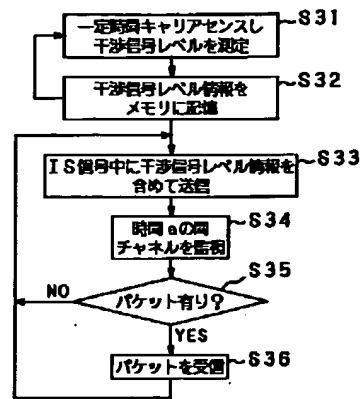 一定時間キャリアセンスし
干渉信号レベルを測定
S31
干渉信号レベル情報を
メモリに記憶
S32
IS信号中に干渉信号レベル情報を
含めて送信
S33
時間aの間
チャネルを監視
S34
パケット有り?
S35
NO
YES
パケットを受信
S36